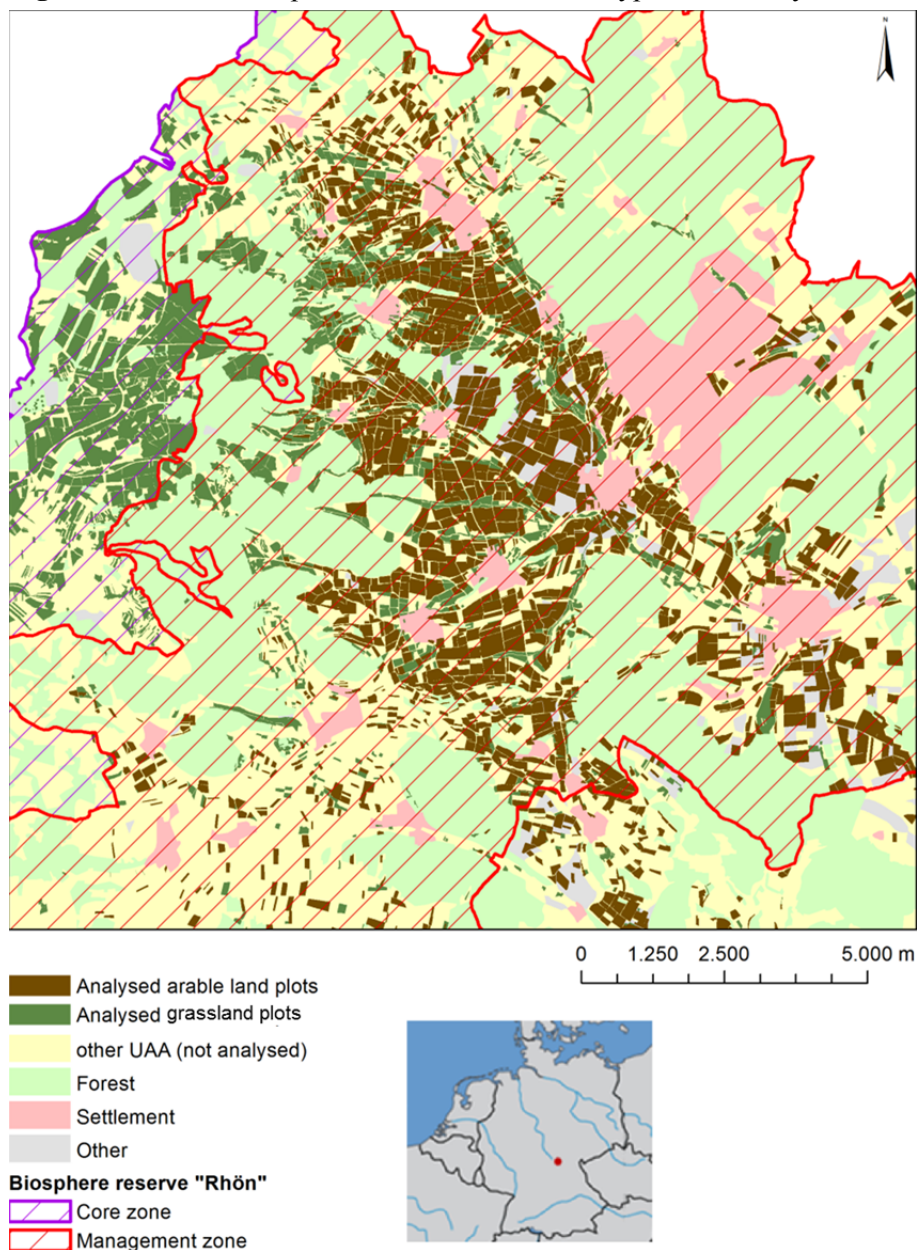 N
0 1.250 2.500 5.000 m
Analysed arable land plots
Analysed grassland plots
other UAA (not analysed)
Forest
Settlement
Other
Biosphere reserve "Rhön"
Core zone
Management zone